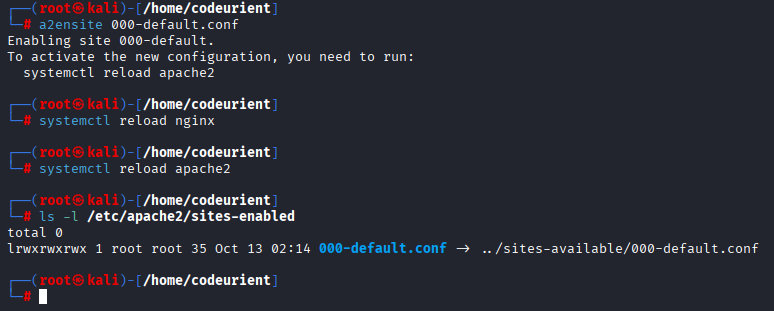 ┌──(root㉿kali)-[/home/codeurient]
└─# a2ensite 000-default.conf
Enabling site 000-default.
To activate the new configuration, you need to run:
  systemctl reload apache2
┌──(root㉿kali)-[/home/codeurient]
└─# systemctl reload nginx
┌──(root㉿kali)-[/home/codeurient]
└─# systemctl reload apache2
┌──(root㉿kali)-[/home/codeurient]
└─# ls -l /etc/apache2/sites-enabled
total 0
lrwxrwxrwx 1 root root 35 Oct 13 02:14 000-default.conf -> ../sites-available/000-default.conf
┌──(root㉿kali)-[/home/codeurient]
└─#